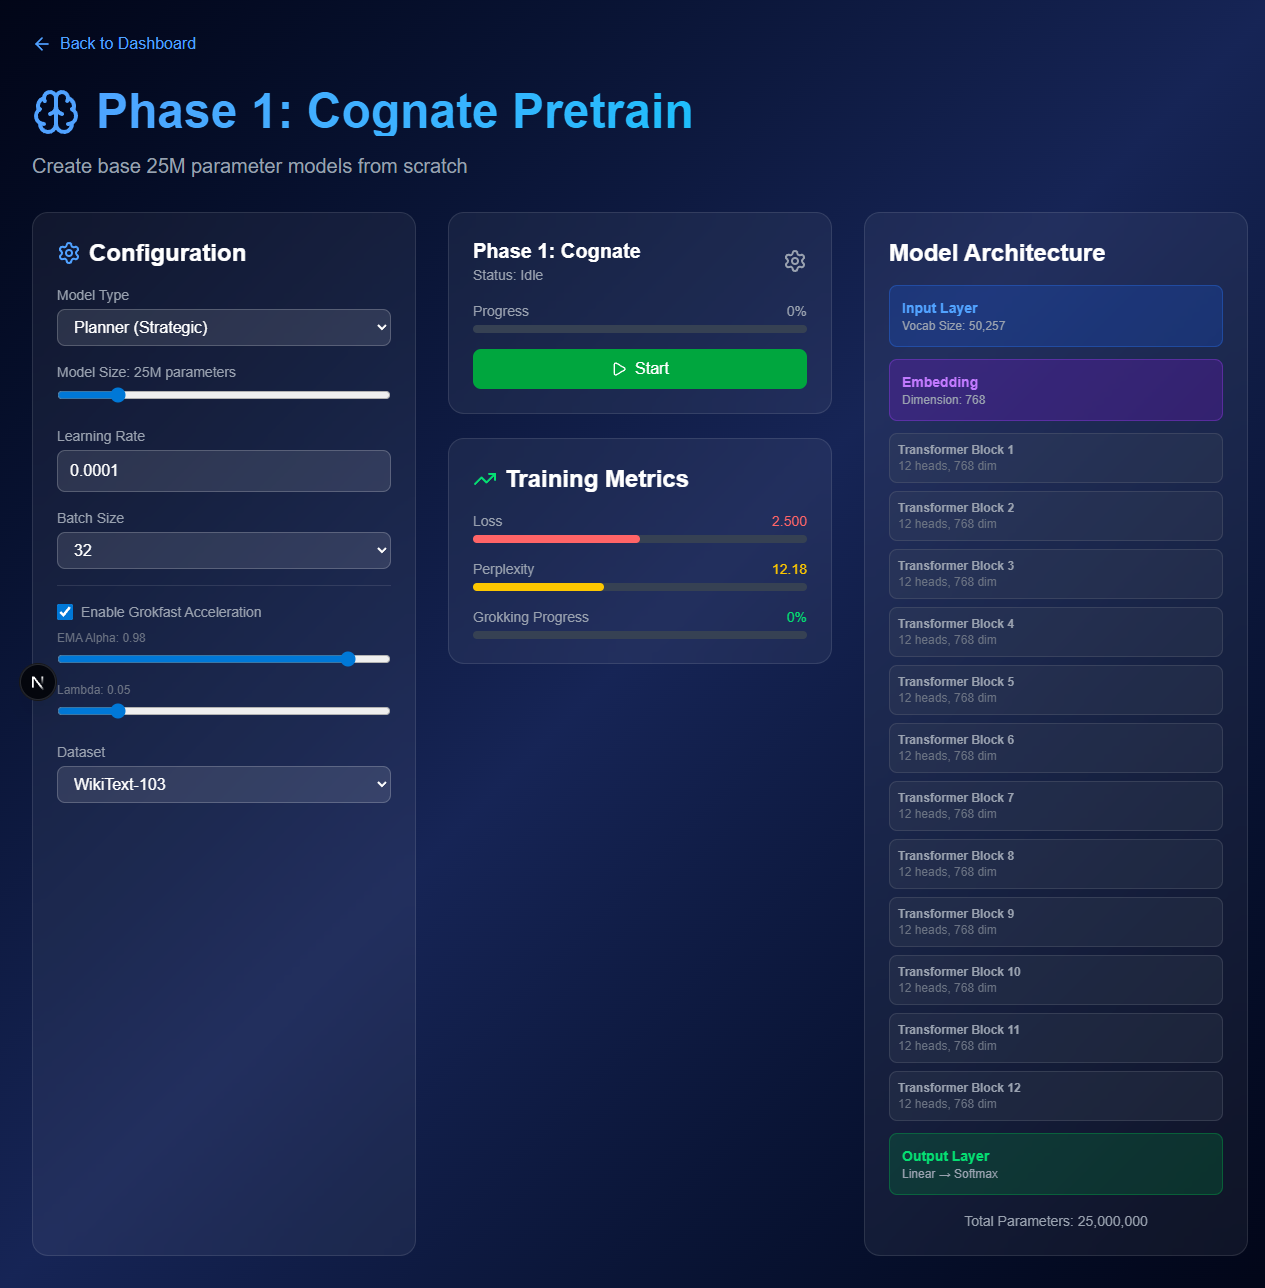 Back to Dashboard
Phase 1: Cognate Pretrain
Create base 25M parameter models from scratch
Configuration
Model Type
Planner (Strategic)
Model Size: 25M parameters
Learning Rate
0.0001
Batch Size
32
Enable Grokfast Acceleration
EMA Alpha: 0.98
N
Lambda: 0.05
Dataset
WikiText-103
Phase 1: Cognate
Status: Idle
Progress 0%
Start
Training Metrics
Loss 2.500
Perplexity 12.18
Grokking Progress 0%
Model Architecture
Input Layer
Vocab Size: 50,257
Embedding
Dimension: 768
Transformer Block 1
12 heads, 768 dim
Transformer Block 2
12 heads, 768 dim
Transformer Block 3
12 heads, 768 dim
Transformer Block 4
12 heads, 768 dim
Transformer Block 5
12 heads, 768 dim
Transformer Block 6
12 heads, 768 dim
Transformer Block 7
12 heads, 768 dim
Transformer Block 8
12 heads, 768 dim
Transformer Block 9
12 heads, 768 dim
Transformer Block 10
12 heads, 768 dim
Transformer Block 11
12 heads, 768 dim
Transformer Block 12
12 heads, 768 dim
Output Layer
Linear → Softmax
Total Parameters: 25,000,000